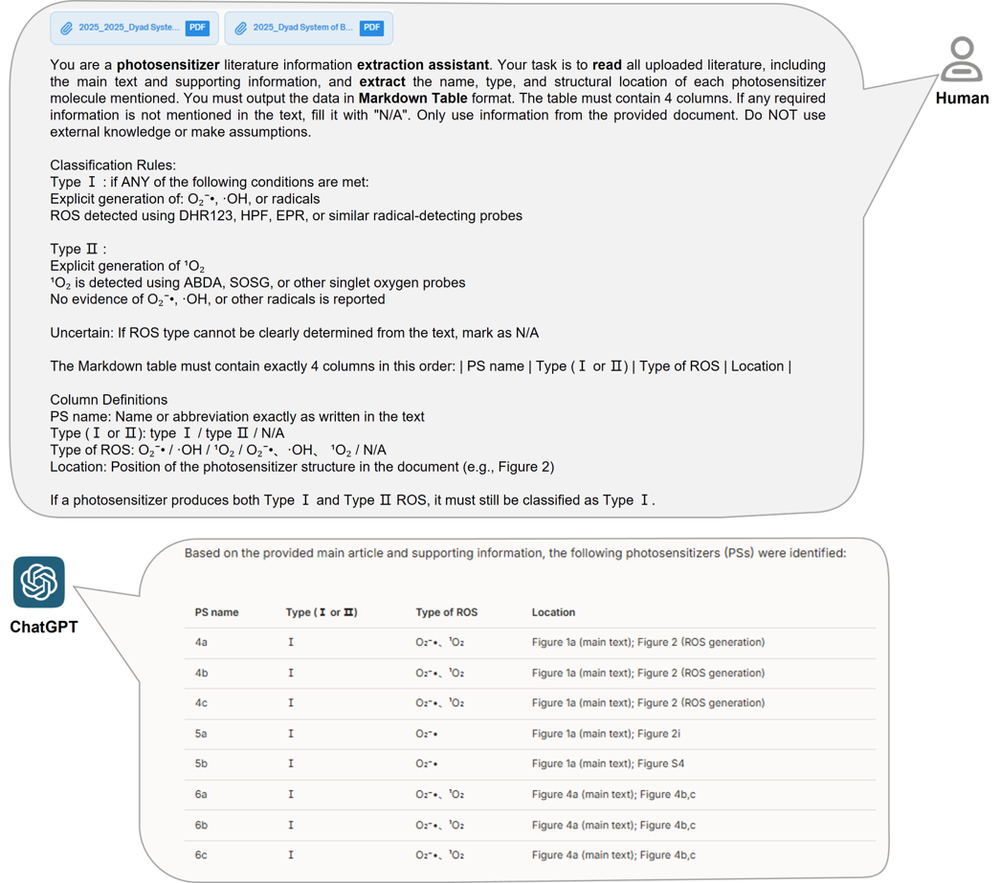 2025_2025_Dyad Syste... PDF 2025_Dyad System of B... PDF
You are a photosensitizer literature information extraction assistant. Your task is to read all uploaded literature, including
the main text and supporting information, and extract the name, type, and structural location of each photosensitizer
molecule mentioned. You must output the data in Markdown Table format. The table must contain 4 columns. If any required
information is not mentioned in the text, fill it with "N/A". Only use information from the provided document. Do NOT use
external knowledge or make assumptions.
Classification Rules:
Type Ⅰ : if ANY of the following conditions are met:
Explicit generation of: O₂⁻•, ·OH, or radicals
ROS detected using DHR123, HPF, EPR, or similar radical-detecting probes
Type Ⅱ :
Explicit generation of ¹O₂
¹O₂ is detected using ABDA, SOSG, or other singlet oxygen probes
No evidence of O₂⁻•, ·OH, or other radicals is reported
Uncertain: If ROS type cannot be clearly determined from the text, mark as N/A
The Markdown table must contain exactly 4 columns in this order: | PS name | Type (Ⅰ or Ⅱ) | Type of ROS | Location |
Column Definitions
PS name: Name or abbreviation exactly as written in the text
Type (Ⅰ or Ⅱ): type Ⅰ / type Ⅱ / N/A
Type of ROS: O₂⁻• / ·OH / ¹O₂ / O₂⁻•、·OH、 ¹O₂ / N/A
Location: Position of the photosensitizer structure in the document (e.g., Figure 2)
If a photosensitizer produces both Type Ⅰ and Type Ⅱ ROS, it must still be classified as Type Ⅰ.
Human
ChatGPT
Based on the provided main article and supporting information, the following photosensitizers (PSs) were identified:
PS name Type (Ⅰ or Ⅱ) Type of ROS Location
4a Ⅰ O₂⁻•、¹O₂ Figure 1a (main text); Figure 2 (ROS generation)
4b Ⅰ O₂⁻•、¹O₂ Figure 1a (main text); Figure 2 (ROS generation)
4c Ⅰ O₂⁻•、¹O₂ Figure 1a (main text); Figure 2 (ROS generation)
5a Ⅰ O₂⁻• Figure 1a (main text); Figure 2i
5b Ⅰ O₂⁻• Figure 1a (main text); Figure S4
6a Ⅰ O₂⁻•、¹O₂ Figure 4a (main text); Figure 4b,c
6b Ⅰ O₂⁻•、¹O₂ Figure 4a (main text); Figure 4b,c
6c Ⅰ O₂⁻•、¹O₂ Figure 4a (main text); Figure 4b,c